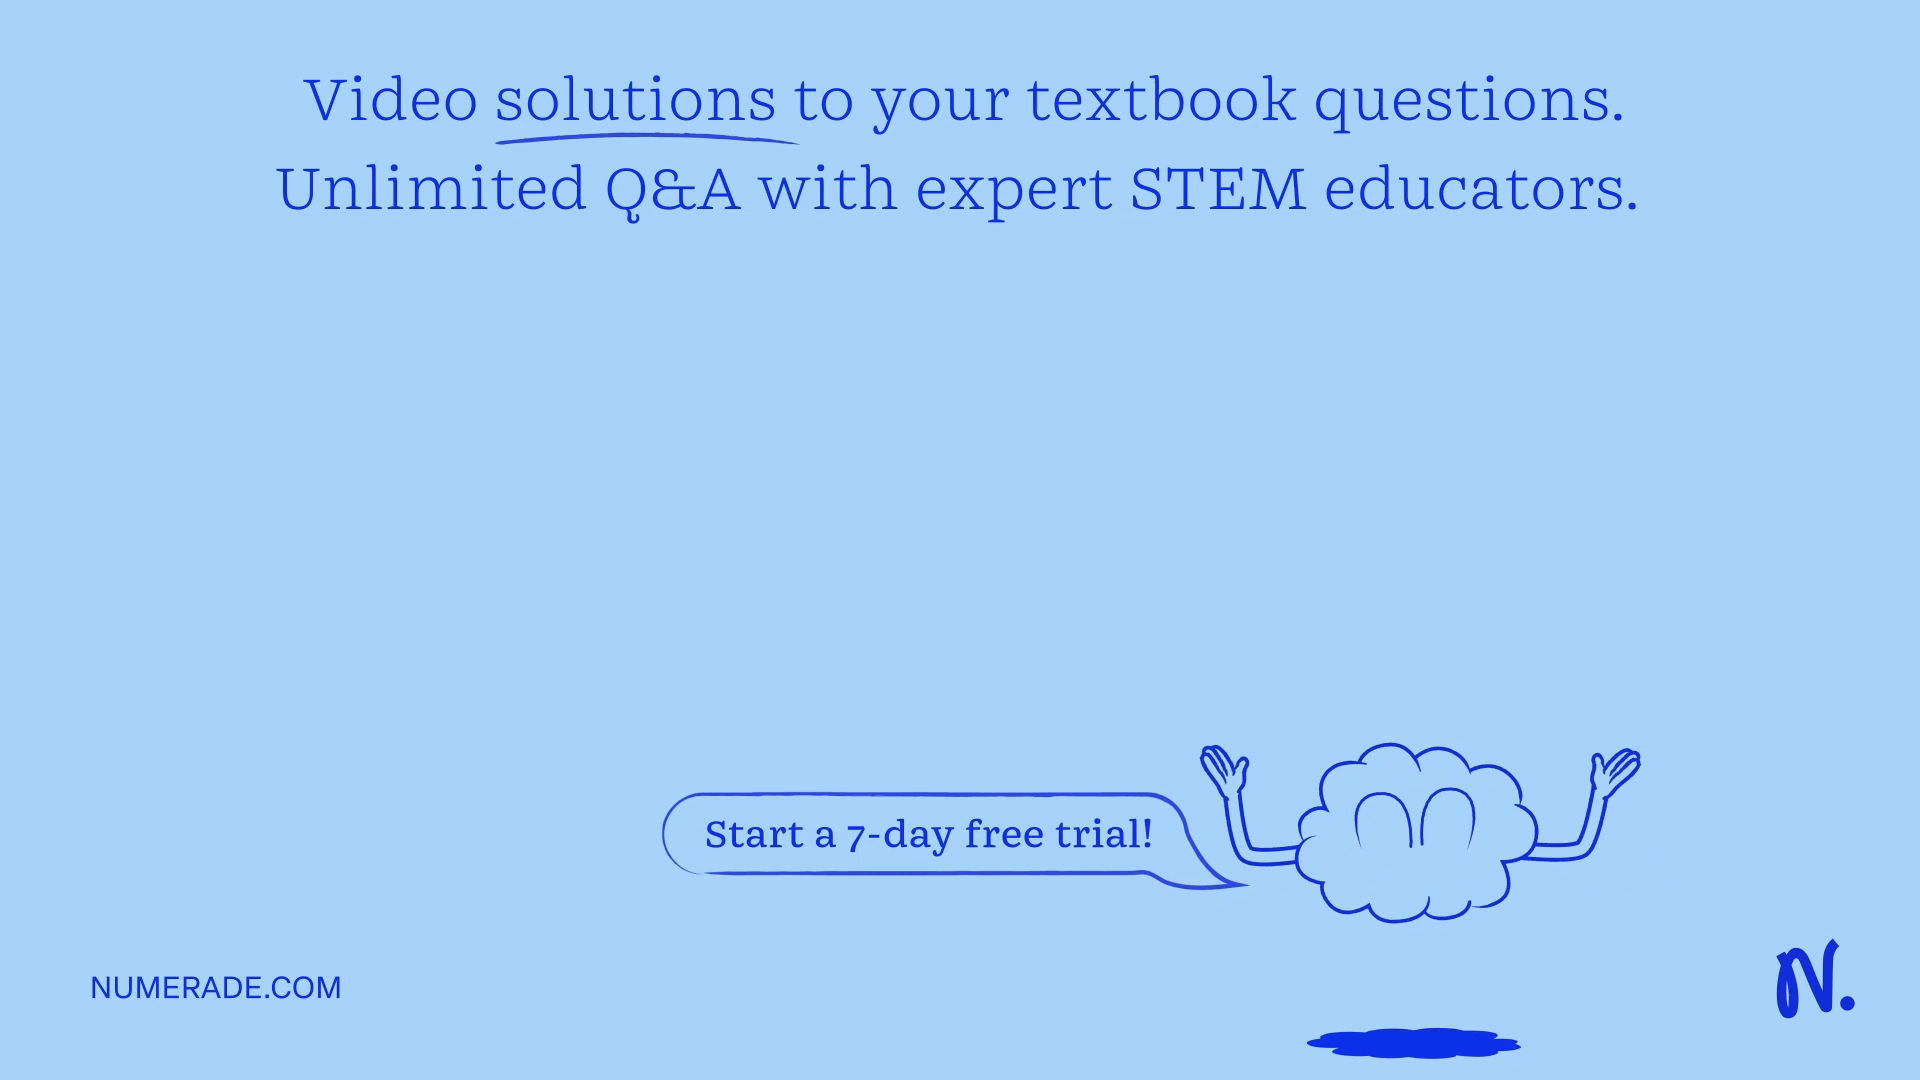 Video solutions to your textbook questions.
Unlimited Q&A with expert STEM educators.
Start a 7-day free trial!
NUMERADE.COM
N.